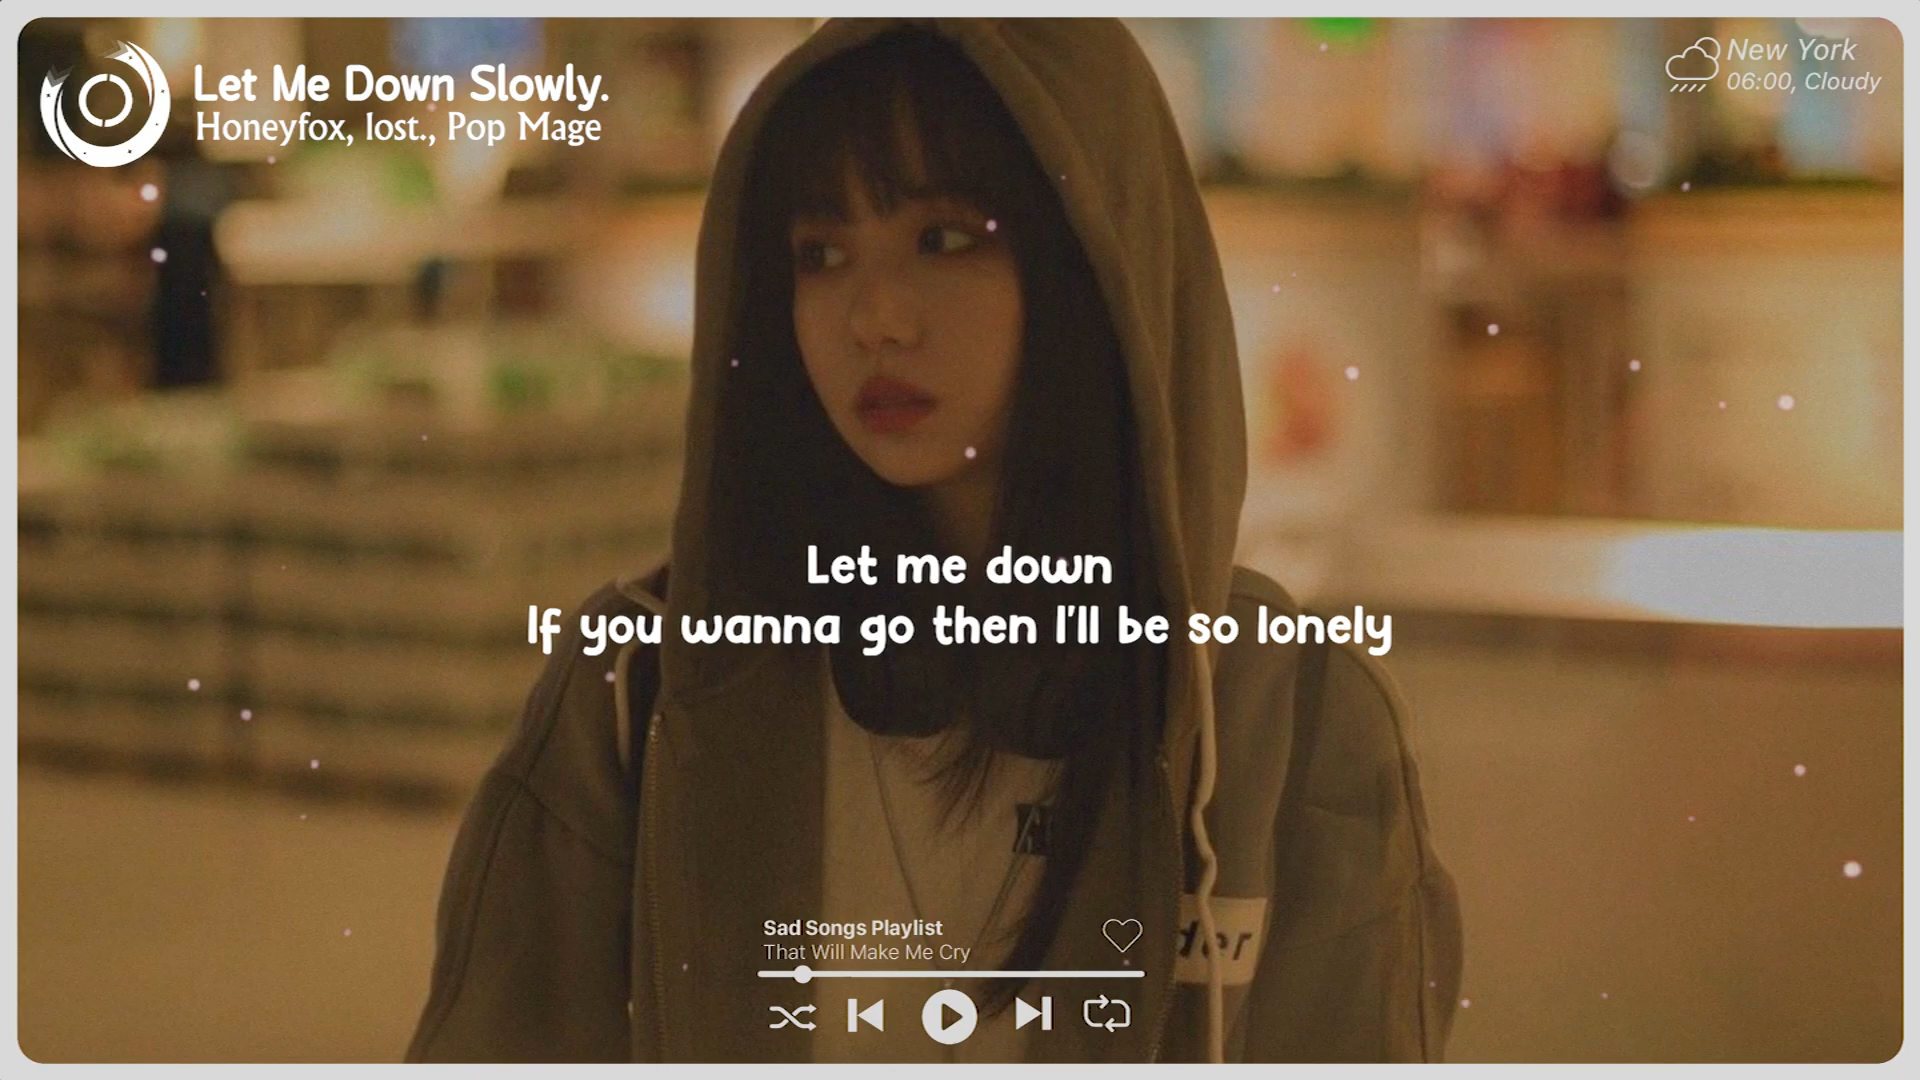 Let Me Down Slowly.
Honeyfox, lost., Pop Mage
New York
06:00, Cloudy
Let me down
If you wanna go then I'll be so lonely
Sad Songs Playlist
That Will Make Me Cry
der